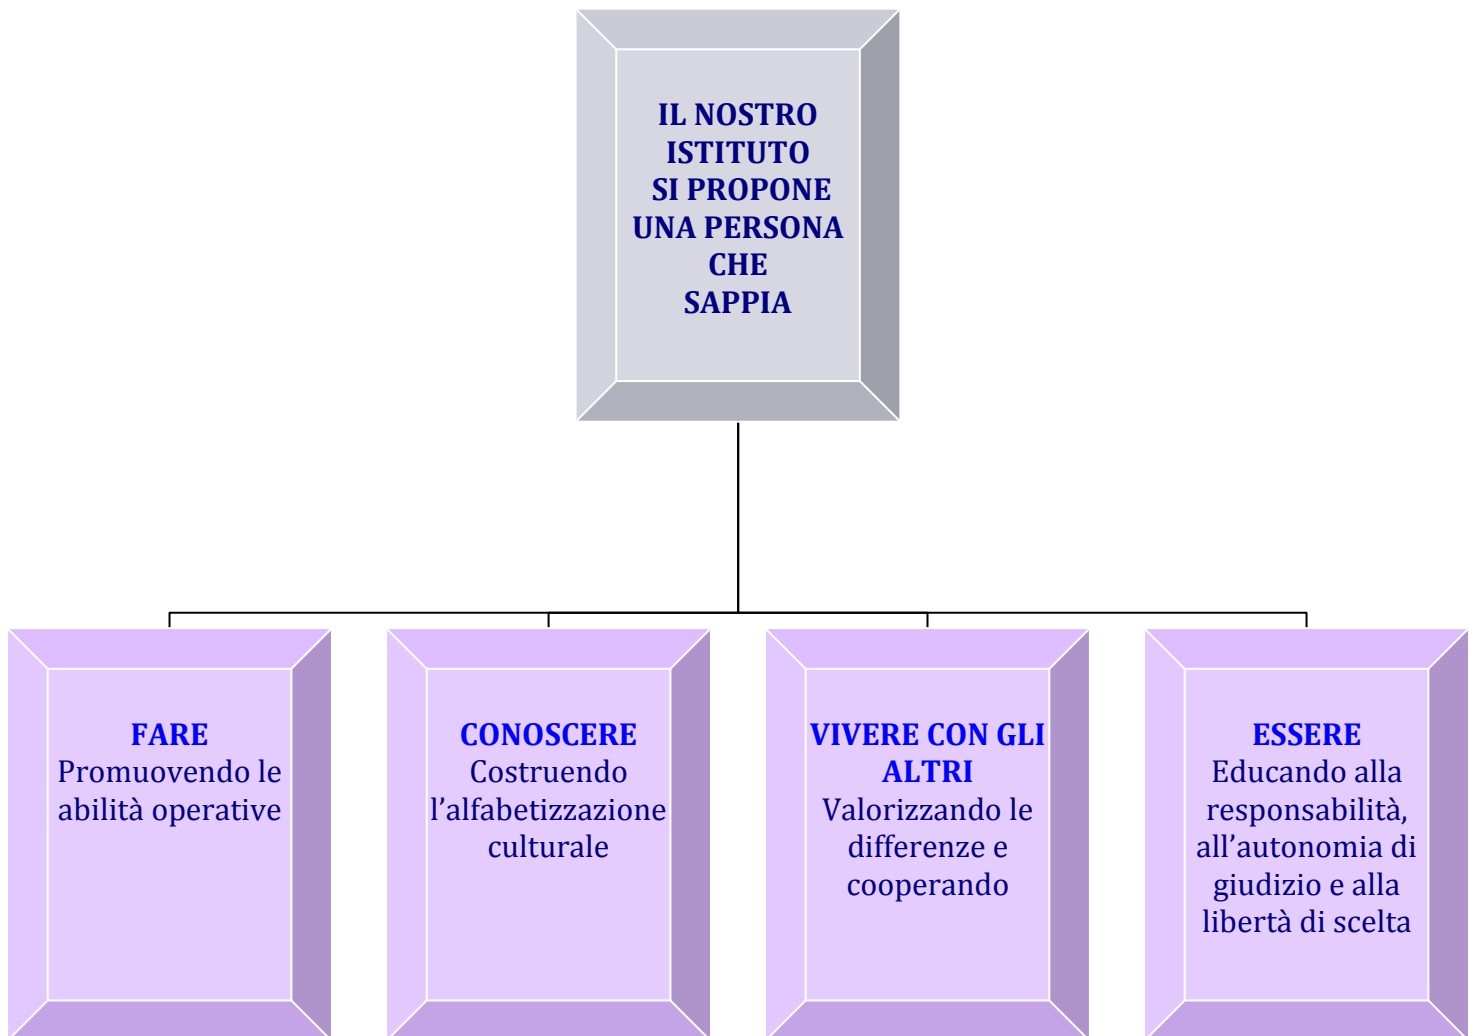 IL NOSTRO
ISTITUTO
SI PROPONE
UNA PERSONA
CHE
SAPPIA
FARE
Promuovendo le
abilità operative
CONOSCERE
Costruendo
l’alfabetizzazione
culturale
VIVERE CON GLI
ALTRI
Valorizzando le
differenze e
cooperando
ESSERE
Educando alla
responsabilità,
all’autonomia di
giudizio e alla
libertà di scelta